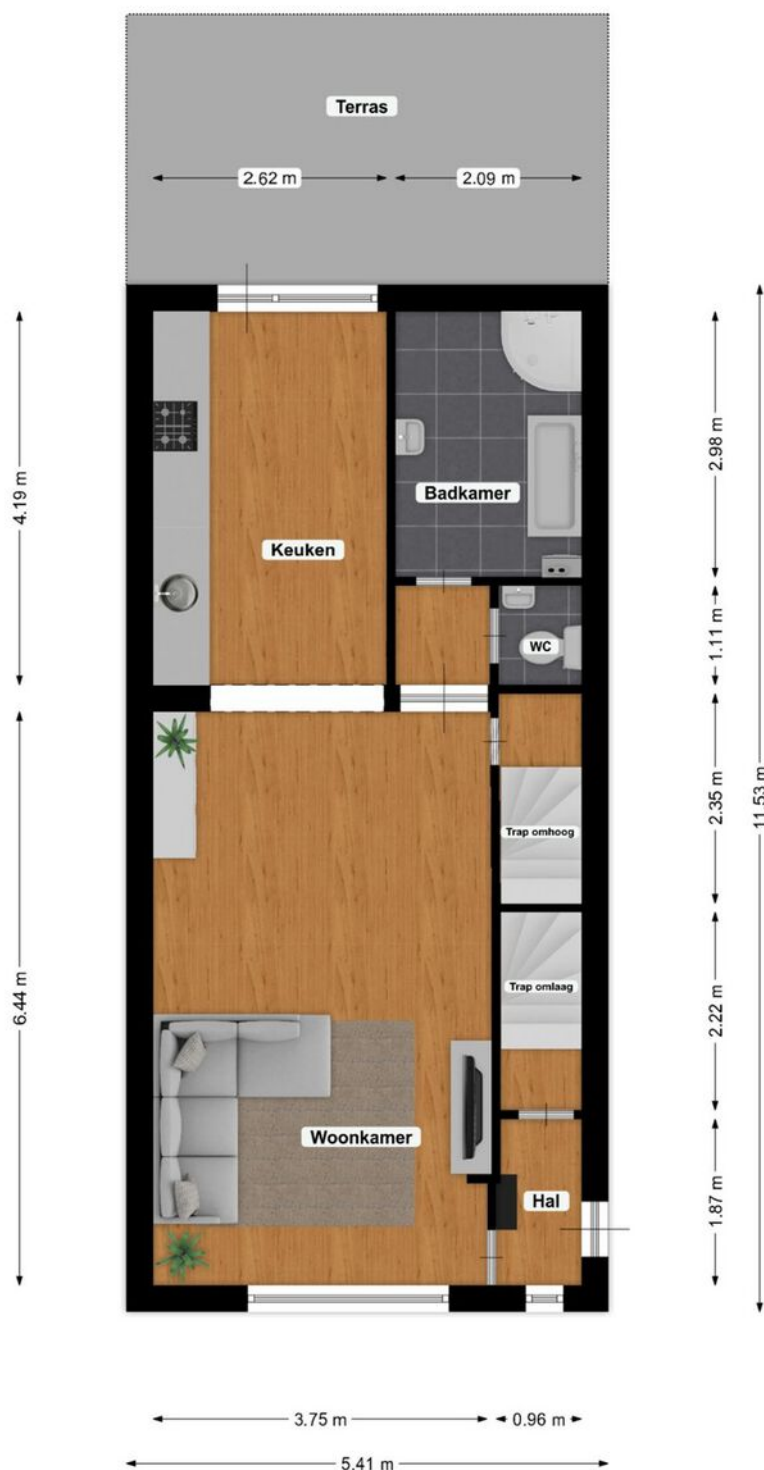 Terras
2.62 m
2.09 m
4.19 m
2.98 m
Badkamer
Keuken
1.11 m
WC
2.35 m
11.53 m
Trap omhoog
6.44 m
Trap omlaag
2.22 m
Woonkamer
Hal
1.87 m
3.75 m
0.96 m
5.41 m